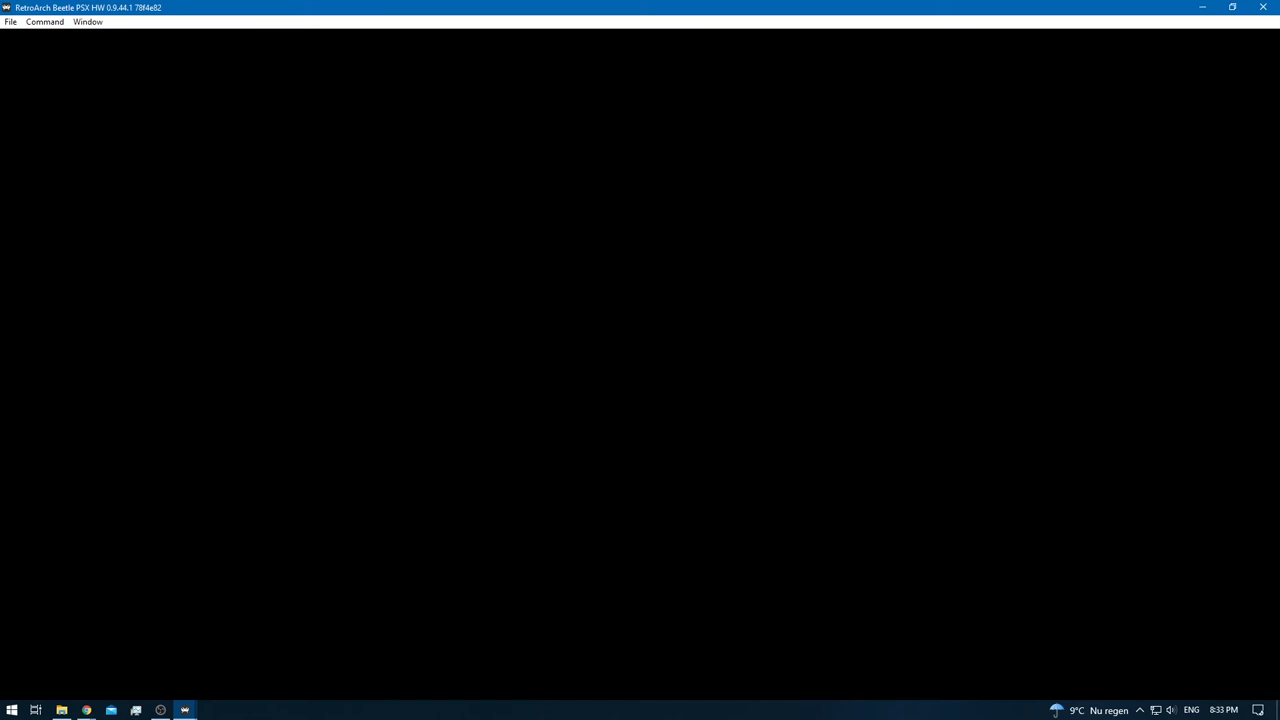 RetroArch Beetle PSX HW 0.9.44.1 78f4e82
File Command Window
9°C Nu regen ENG 8:33 PM